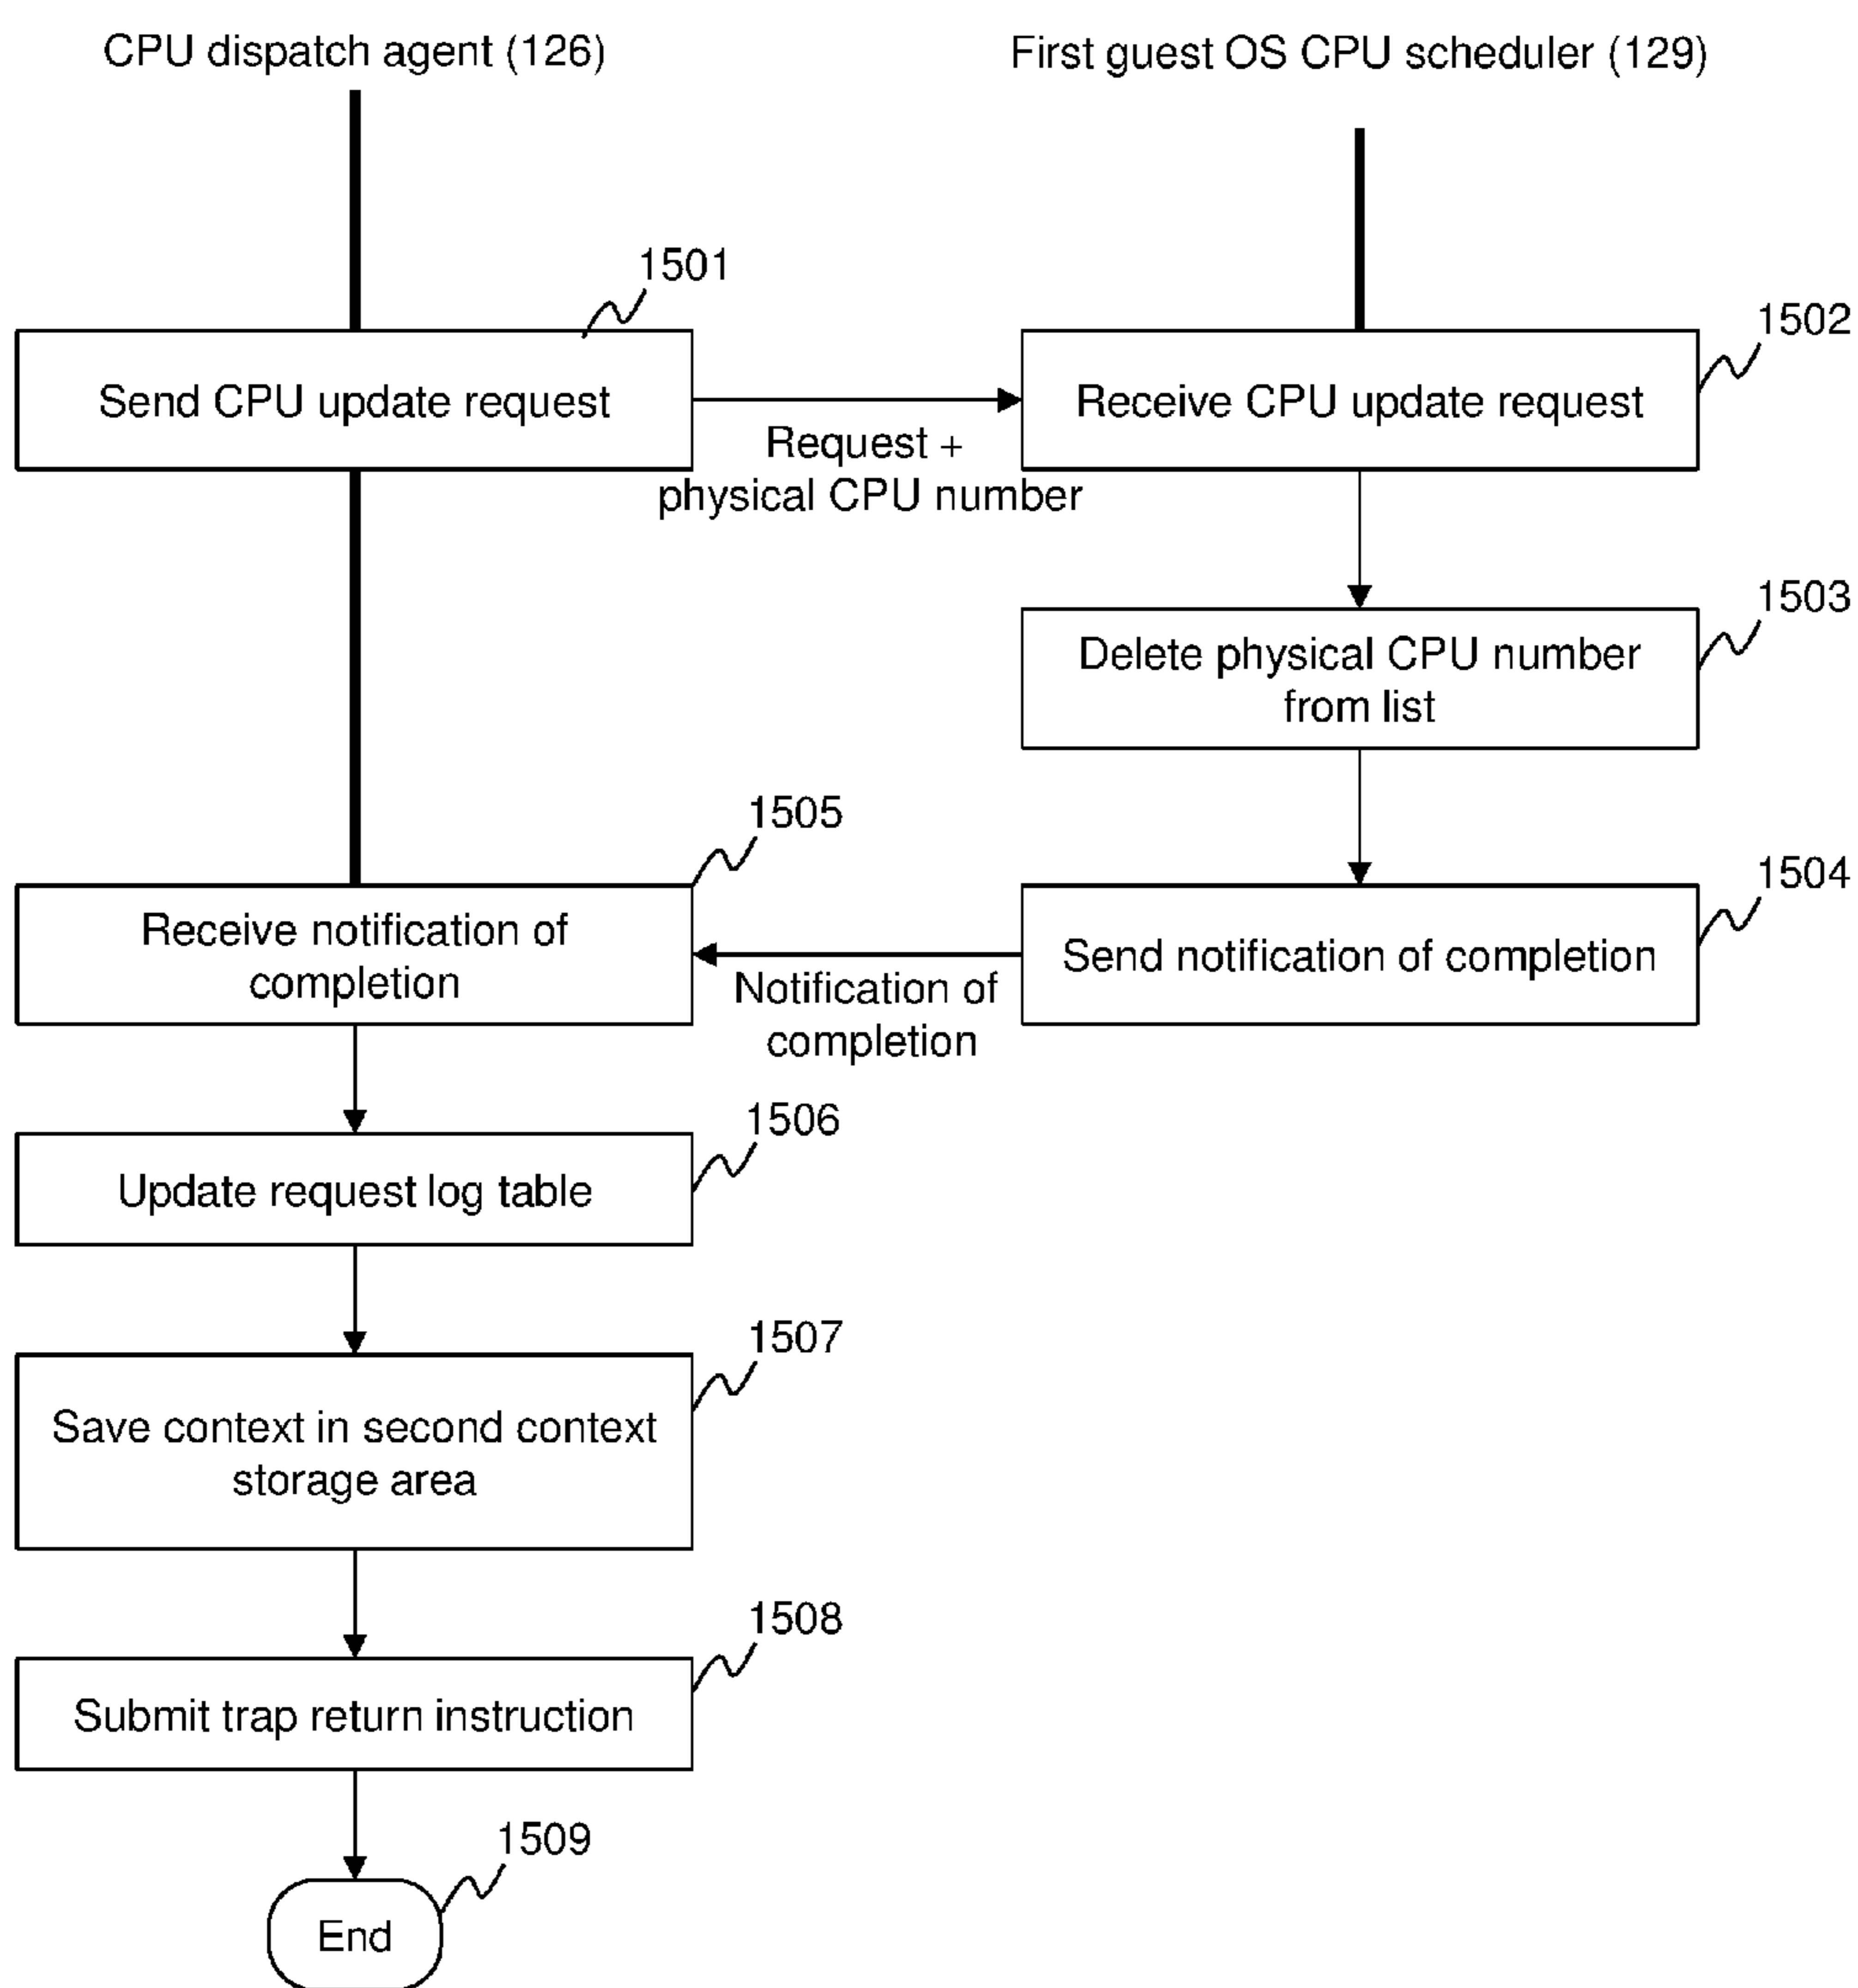 CPU dispatch agent (126)
First guest OS CPU scheduler (129)
1501
1502
Send CPU update request
Request +
physical CPU number
Receive CPU update request
1503
Delete physical CPU number
from list
1505
1504
Receive notification of
completion
Notification of
completion
Send notification of completion
1506
Update request log table
1507
Save context in second context
storage area
1508
Submit trap return instruction
1509
End